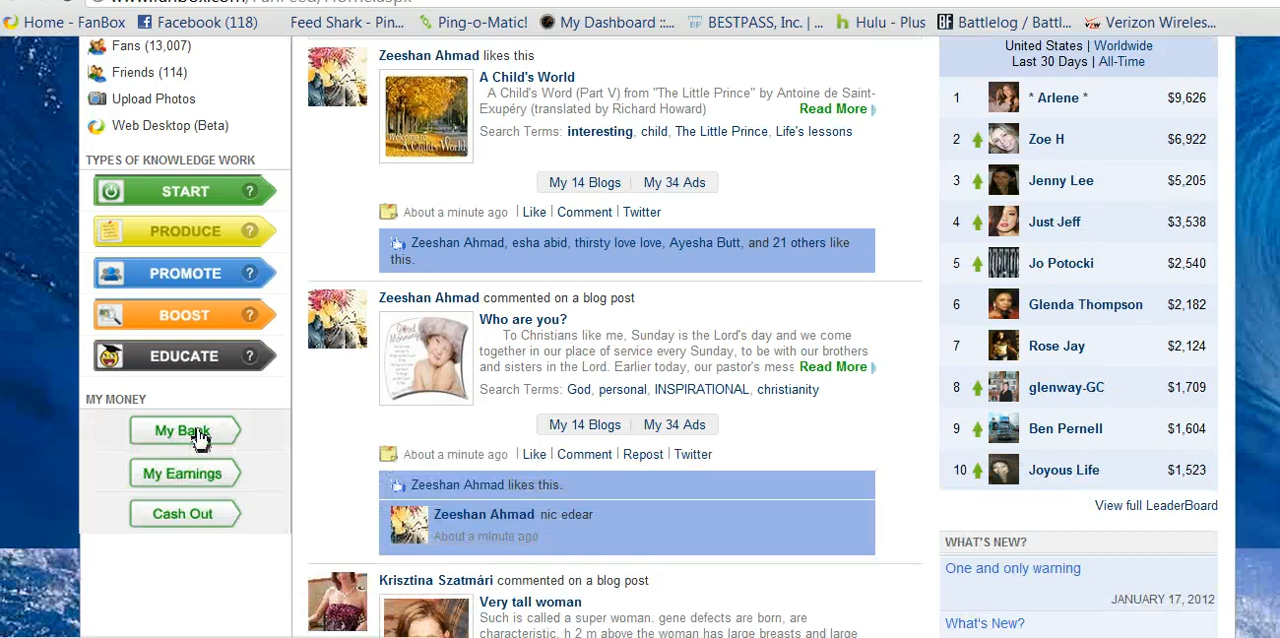 Home - FanBox
Facebook (118)
Feed Shark - Pin...
Ping-o-Matic!
My Dashboard ::...
BESTPASS, Inc. | ...
Hulu - Plus
Battlelog / Battl...
Verizon Wireles...
Fans (13,007)
Friends (114)
Upload Photos
Web Desktop (Beta)
TYPES OF KNOWLEDGE WORK
START ?
PRODUCE ?
PROMOTE ?
BOOST ?
EDUCATE ?
MY MONEY
My Bank
My Earnings
Cash Out
Zeeshan Ahmad likes this
A Child's World
A Child's Word (Part V) from "The Little Prince" by Antoine de Saint-
Exupéry (translated by Richard Howard) Read More
Search Terms: interesting, child, The Little Prince, Life's lessons
My 14 Blogs | My 34 Ads
About a minute ago | Like | Comment | Twitter
Zeeshan Ahmad, esha abid, thirsty love love, Ayesha Butt, and 21 others like
this.
Zeeshan Ahmad commented on a blog post
Who are you?
To Christians like me, Sunday is the Lord's day and we come
together in our place of service every Sunday, to be with our brothers
and sisters in the Lord. Earlier today, our pastor's mess Read More
Search Terms: God, personal, INSPIRATIONAL, christianity
My 14 Blogs | My 34 Ads
About a minute ago | Like | Comment | Repost | Twitter
Zeeshan Ahmad likes this.
Zeeshan Ahmad nic edear
About a minute ago
Krisztina Szatmári commented on a blog post
Very tall woman
Such is called a super woman. gene defects are born, are
characteristic. h 2 m above the woman has large breasts and large
United States | Worldwide
Last 30 Days | All-Time
1 * Arlene * $9,626
2 Zoe H $6,922
3 Jenny Lee $5,205
4 Just Jeff $3,538
5 Jo Potocki $2,540
6 Glenda Thompson $2,182
7 Rose Jay $2,124
8 glenway-GC $1,709
9 Ben Pernell $1,604
10 Joyous Life $1,523
View full LeaderBoard
WHAT'S NEW?
One and only warning
JANUARY 17, 2012
What's New?